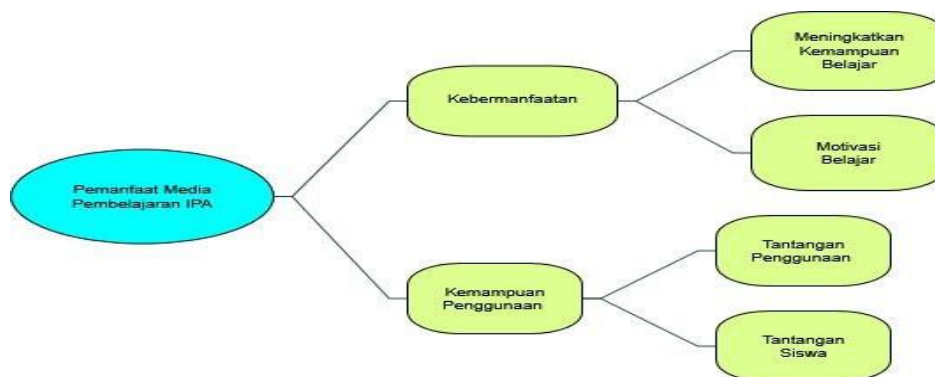 Pemanfaat Media
Pembelajaran IPA
Kebermanfaatan
Meningkatkan
Kemampuan
Belajar
Motivasi
Belajar
Kemampuan
Penggunaan
Tantangan
Penggunaan
Tantangan
Siswa